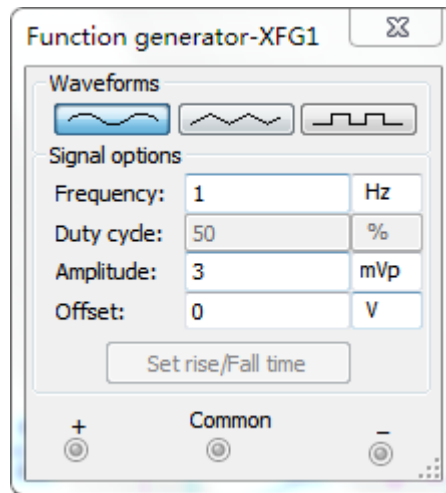 Function generator-XFG1
Waveforms
Signal options
Frequency: 1 Hz
Duty cycle: 50 %
Amplitude: 3 mVp
Offset: 0 V
Set rise/Fall time
+ Common −